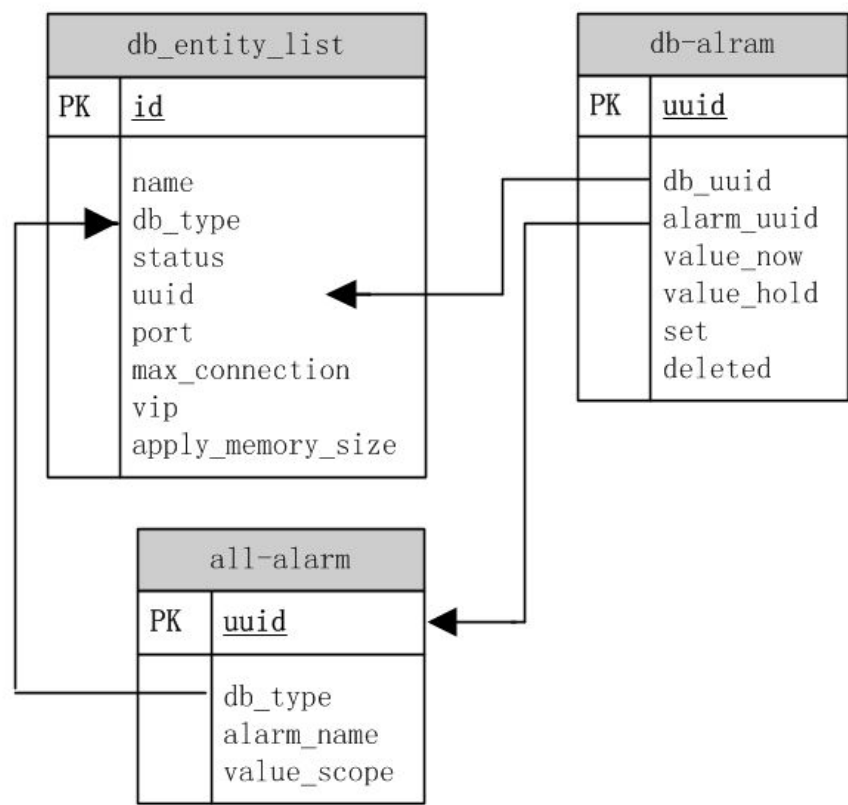 db_entity_list
PK id
name
db_type
status
uuid
port
max_connection
vip
apply_memory_size
db-alram
PK uuid
db_uuid
alarm_uuid
value_now
value_hold
set
deleted
all-alarm
PK uuid
db_type
alarm_name
value_scope